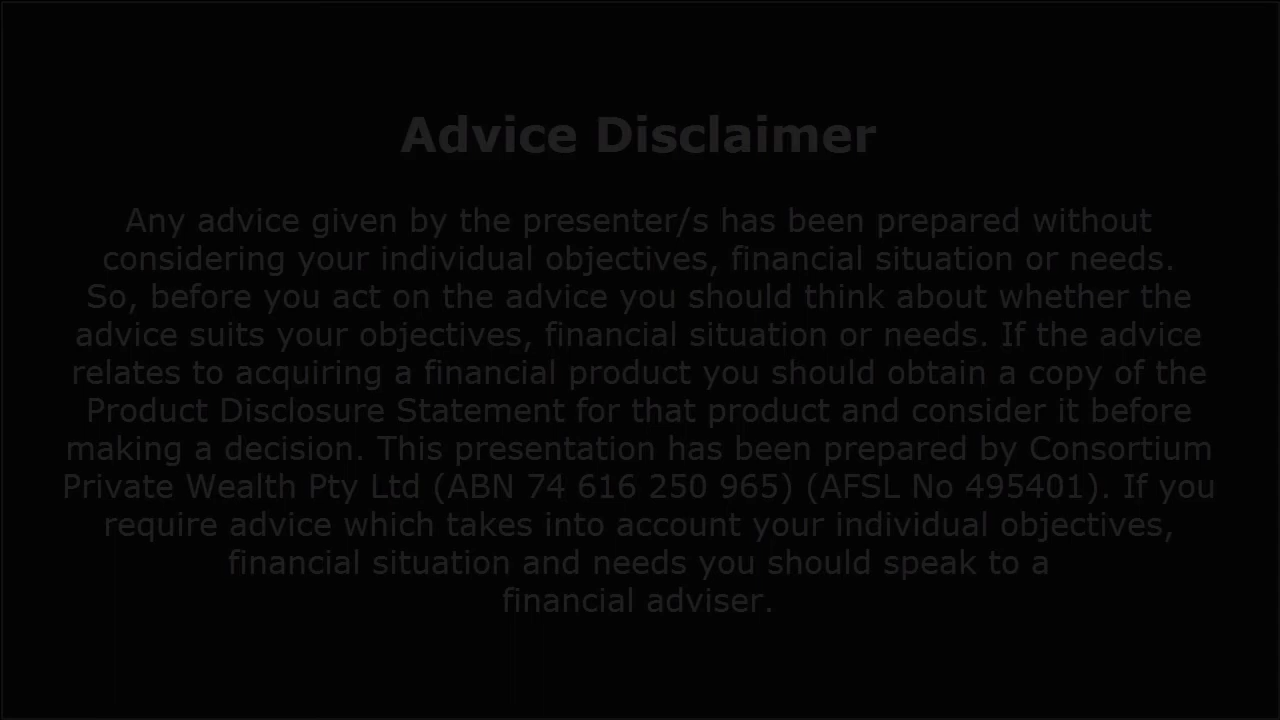 Advice Disclaimer
Any advice given by the presenter/s has been prepared without
considering your individual objectives, financial situation or needs.
So, before you act on the advice you should think about whether the
advice suits your objectives, financial situation or needs. If the advice
relates to acquiring a financial product you should obtain a copy of the
Product Disclosure Statement for that product and consider it before
making a decision. This presentation has been prepared by Consortium
Private Wealth Pty Ltd (ABN 74 616 250 965) (AFSL No 495401). If you
require advice which takes into account your individual objectives,
financial situation and needs you should speak to a
financial adviser.